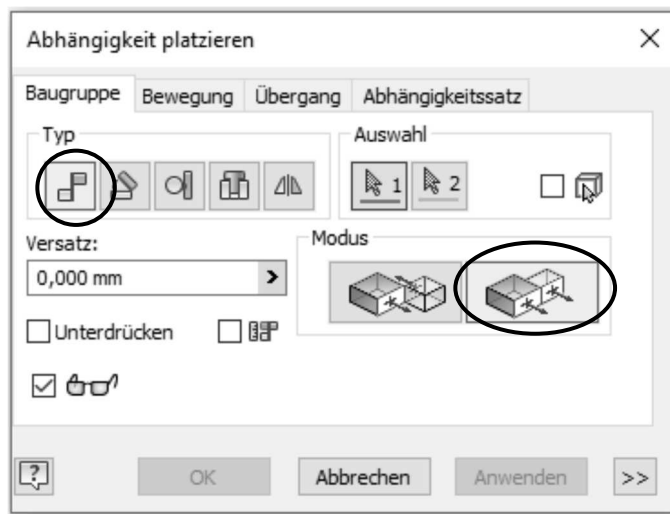 Abhängigkeit platzieren
Baugruppe Bewegung Übergang Abhängigkeitssatz
Typ Auswahl
1 2
Versatz: Modus
0,000 mm >
Unterdrücken
? OK Abbrechen Anwenden >>